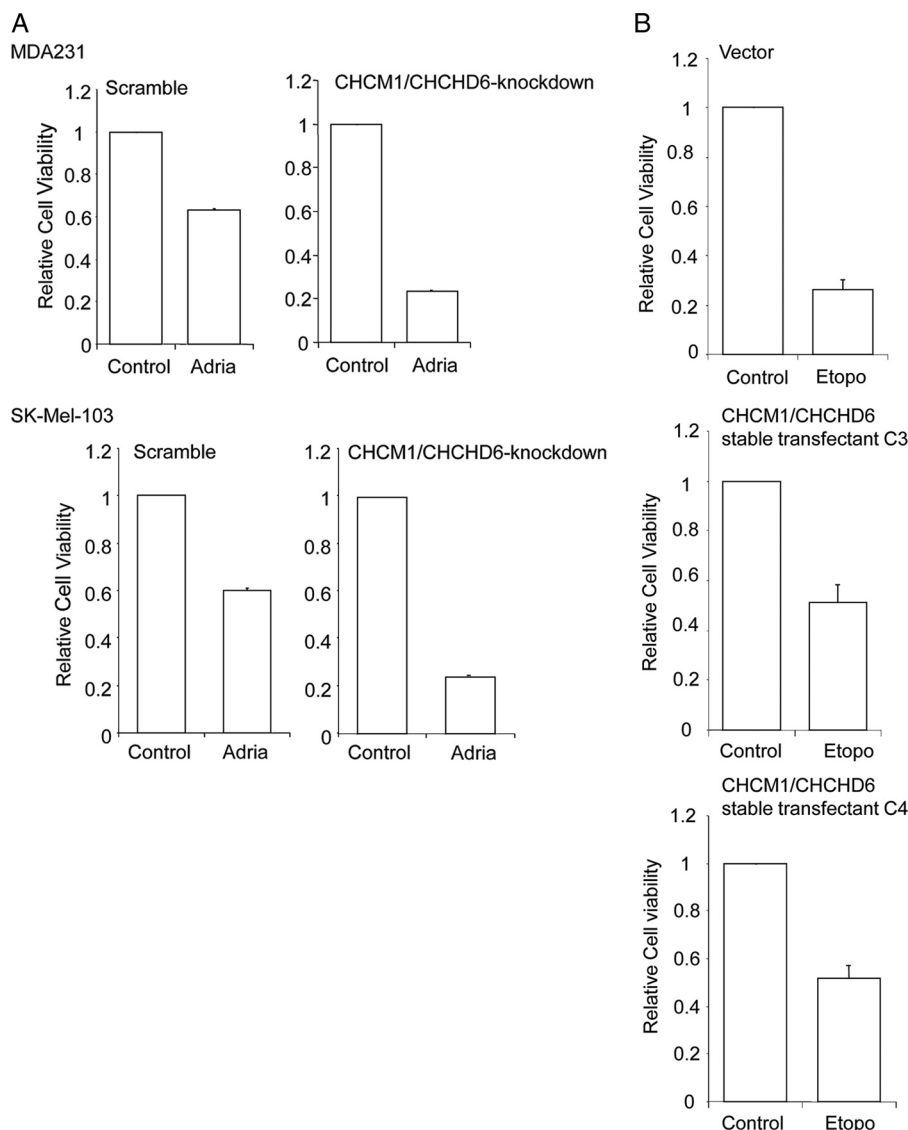 A
MDA231
Scramble
Relative Cell Viability
1.2
1
0.8
0.6
0.4
0.2
0
Control Adria
CHCM1/CHCHD6-knockdown
1.2
1
0.8
0.6
0.4
0.2
0
Control Adria
SK-Mel-103
Scramble
Relative Cell Viability
1.2
1
0.8
0.6
0.4
0.2
0
Control Adria
CHCM1/CHCHD6-knockdown
1.2
1
0.8
0.6
0.4
0.2
0
Control Adria
B
Vector
Relative Cell Viability
1.2
1
0.8
0.6
0.4
0.2
0
Control Etopo
CHCM1/CHCHD6
stable transfectant C3
Relative Cell Viability
1.2
1
0.8
0.6
0.4
0.2
0
Control Etopo
CHCM1/CHCHD6
stable transfectant C4
Relative Cell viability
1.2
1
0.8
0.6
0.4
0.2
0
Control Etopo